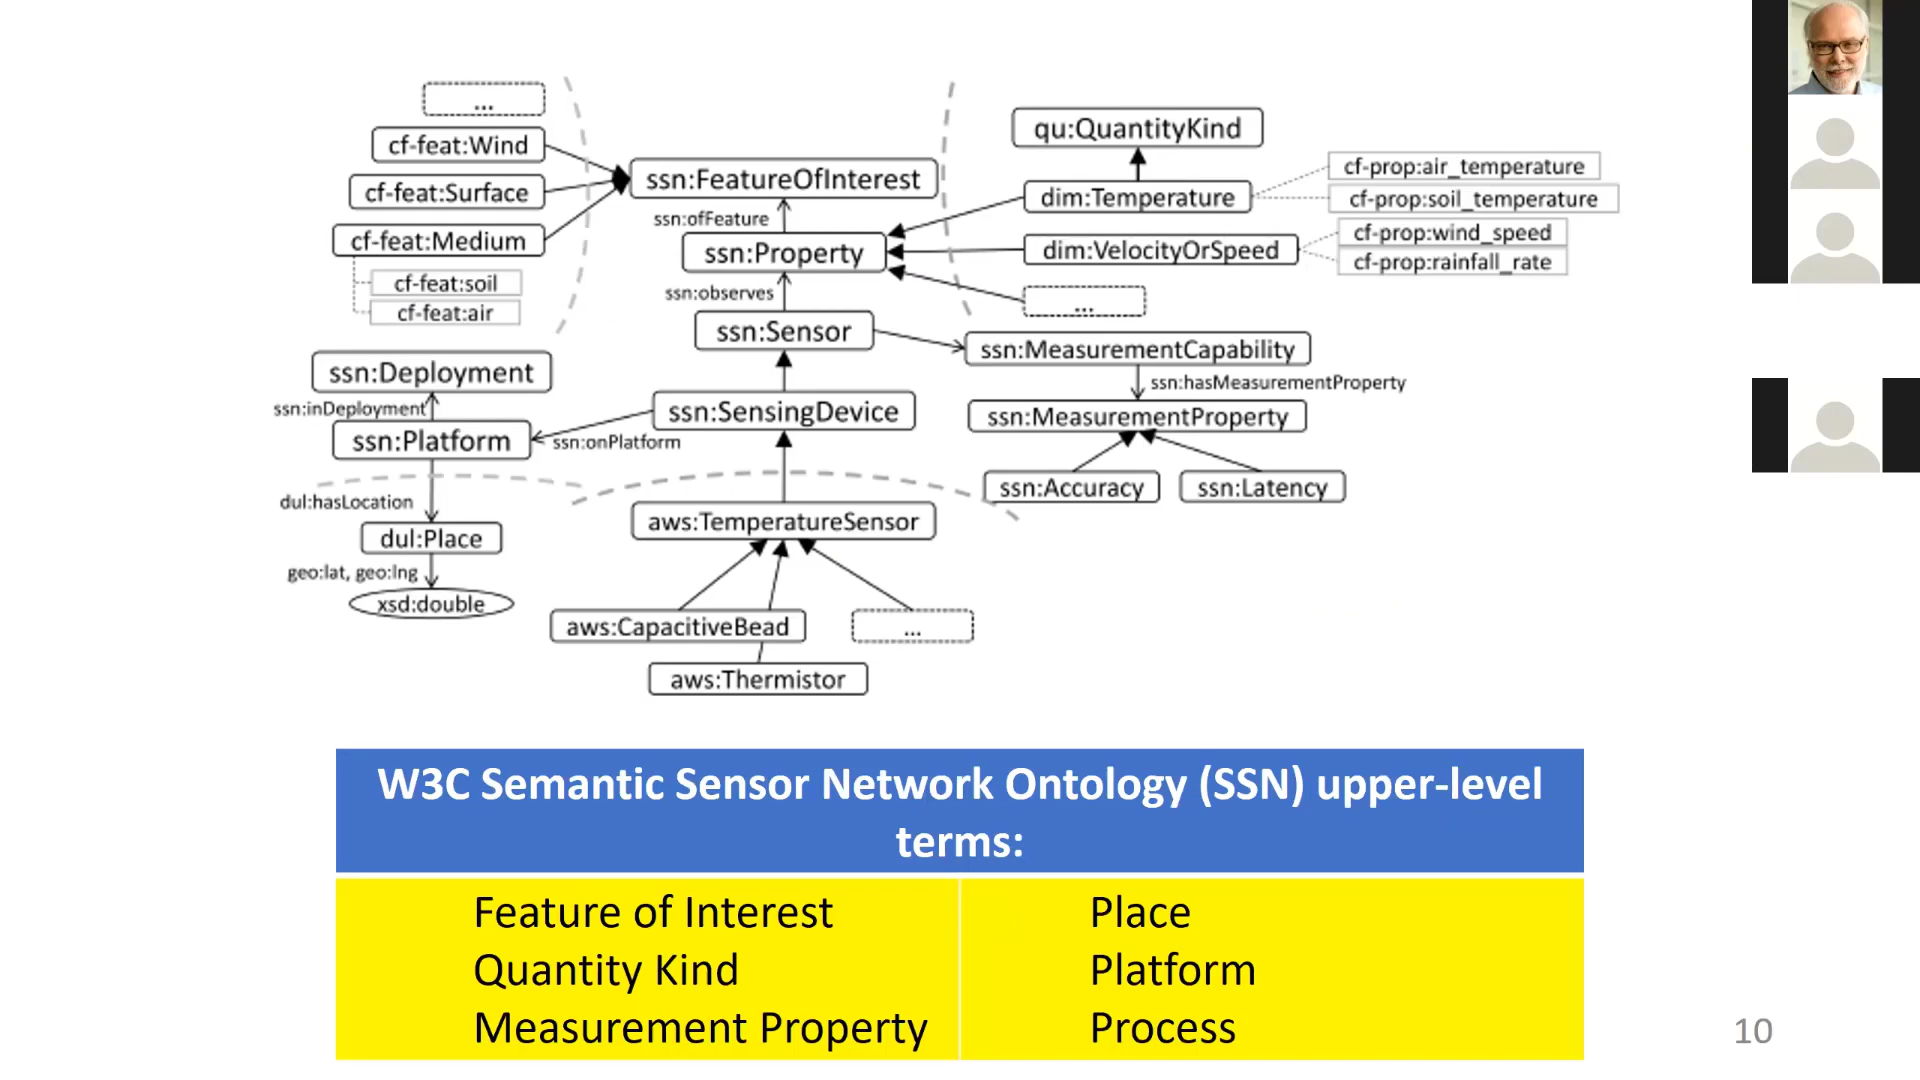 ...
cf-feat:Wind
cf-feat:Surface
cf-feat:Medium
cf-feat:soil
cf-feat:air
ssn:FeatureOfInterest
ssn:ofFeature
ssn:Property
ssn:observes
ssn:Sensor
qu:QuantityKind
dim:Temperature
cf-prop:air_temperature
cf-prop:soil_temperature
dim:VelocityOrSpeed
cf-prop:wind_speed
cf-prop:rainfall_rate
...
ssn:MeasurementCapability
ssn:hasMeasurementProperty
ssn:MeasurementProperty
ssn:Accuracy
ssn:Latency
ssn:Deployment
ssn:inDeployment
ssn:Platform
ssn:onPlatform
ssn:SensingDevice
dul:hasLocation
dul:Place
geo:lat, geo:lng
xsd:double
aws:TemperatureSensor
aws:CapacitiveBead
...
aws:Thermistor
W3C Semantic Sensor Network Ontology (SSN) upper-level
terms:
Feature of Interest
Quantity Kind
Measurement Property
Place
Platform
Process
10